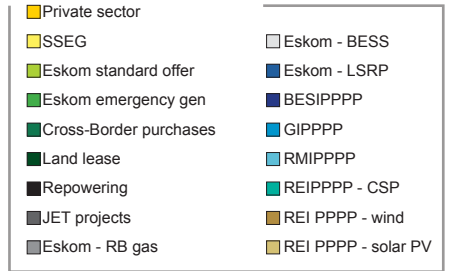 Private sector
SSEG
Eskom standard offer
Eskom emergency gen
Cross-Border purchases
Land lease
Repowering
JET projects
Eskom - RB gas
Eskom - BESS
Eskom - LSRP
BESIPPPP
GIPPPP
RMIPPPP
REIPPPP - CSP
REI PPPP - wind
REI PPPP - solar PV